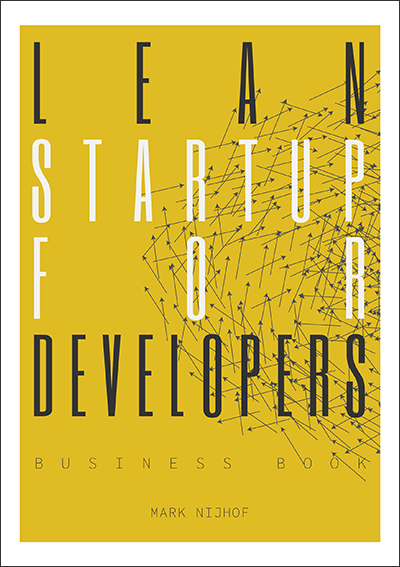 LEAN
STARTUP
FOR
DEVELOPERS
BUSINESS BOOK
MARK NIJHOF